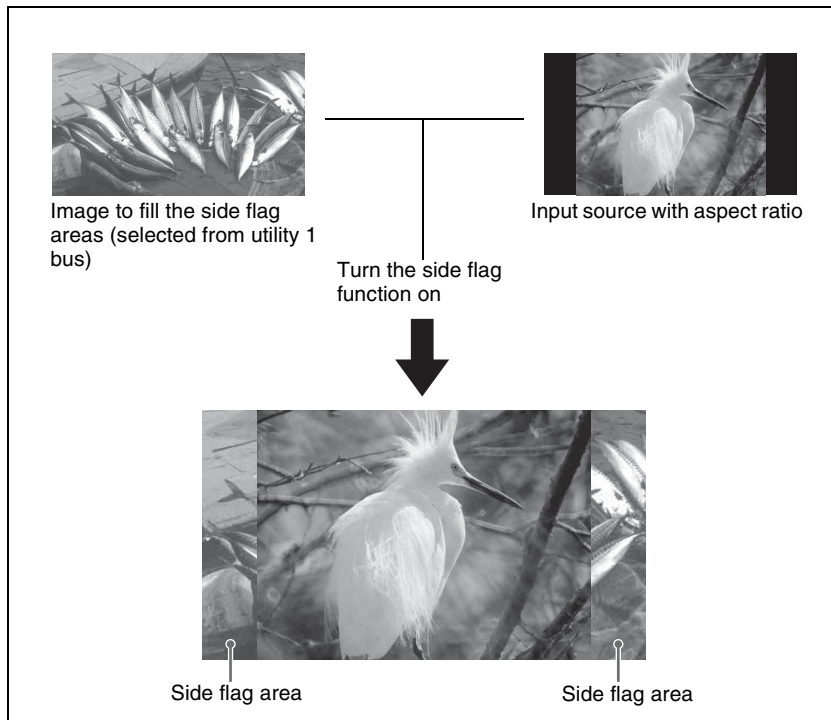 Image to fill the side flag
areas (selected from utility 1
bus)
Input source with aspect ratio
Turn the side flag
function on
Side flag area
Side flag area